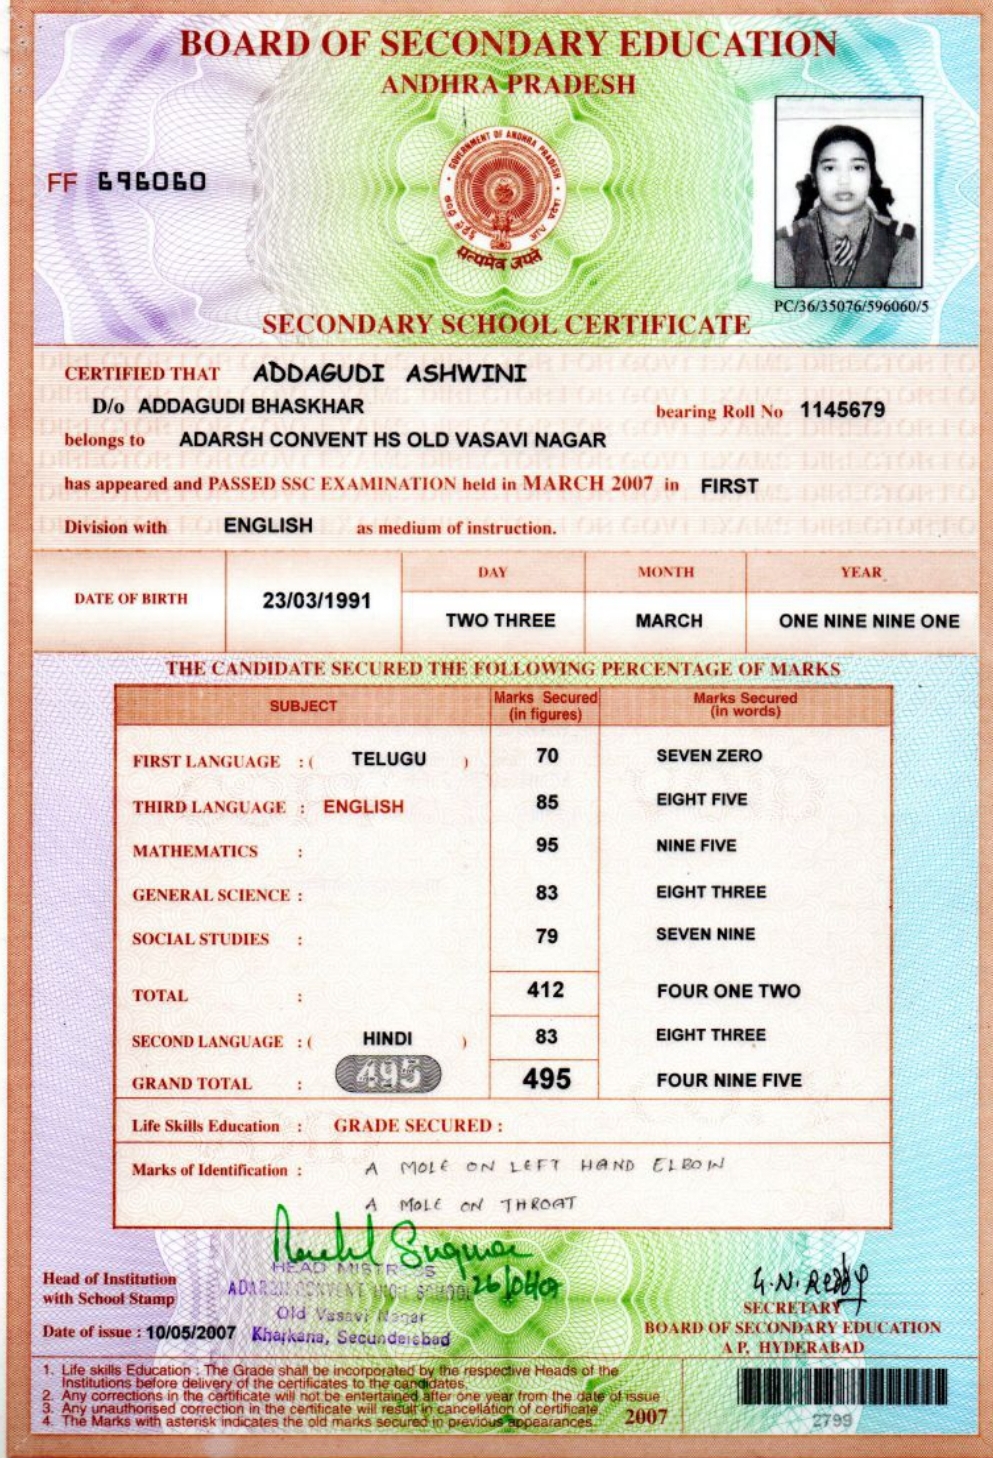 BOARD OF SECONDARY EDUCATION
ANDHRA PRADESH
GOVERNMENT OF ANDHRA PRADESH
सत्यमेव जयते
FF 696060
PC/36/35076/596060/5
SECONDARY SCHOOL CERTIFICATE
CERTIFIED THAT ADDAGUDI ASHWINI
D/o ADDAGUDI BHASKHAR bearing Roll No 1145679
belongs to ADARSH CONVENT HS OLD VASAVI NAGAR
has appeared and PASSED SSC EXAMINATION held in MARCH 2007 in FIRST
Division with ENGLISH as medium of instruction.
DAY MONTH YEAR
DATE OF BIRTH 23/03/1991
TWO THREE MARCH ONE NINE NINE ONE
THE CANDIDATE SECURED THE FOLLOWING PERCENTAGE OF MARKS
SUBJECT Marks Secured (in figures) Marks Secured (in words)
FIRST LANGUAGE : ( TELUGU ) 70 SEVEN ZERO
THIRD LANGUAGE : ENGLISH 85 EIGHT FIVE
MATHEMATICS : 95 NINE FIVE
GENERAL SCIENCE : 83 EIGHT THREE
SOCIAL STUDIES : 79 SEVEN NINE
TOTAL : 412 FOUR ONE TWO
SECOND LANGUAGE : ( HINDI ) 83 EIGHT THREE
GRAND TOTAL : 495 495 FOUR NINE FIVE
Life Skills Education : GRADE SECURED :
Marks of Identification : A MOLE ON LEFT HAND ELBOW
A MOLE ON THROAT
HEAD MISTRESS
ADARSH CONVENT HIGH SCHOOL
Old Vasavi Nagar
Kharkana, Secunderabad
Head of Institution
with School Stamp
Date of issue : 10/05/2007
G.N. Reddy
SECRETARY
BOARD OF SECONDARY EDUCATION
A P. HYDERABAD
1. Life skills Education : The Grade shall be incorporated by the respective Heads of the
Institutions before delivery of the certificates to the candidates.
2. Any corrections in the certificate will not be entertained after one year from the date of issue
3. Any unauthorised correction in the certificate will result in cancellation of certificate.
4. The Marks with asterisk indicates the old marks secured in previous appearances.
2007
2799